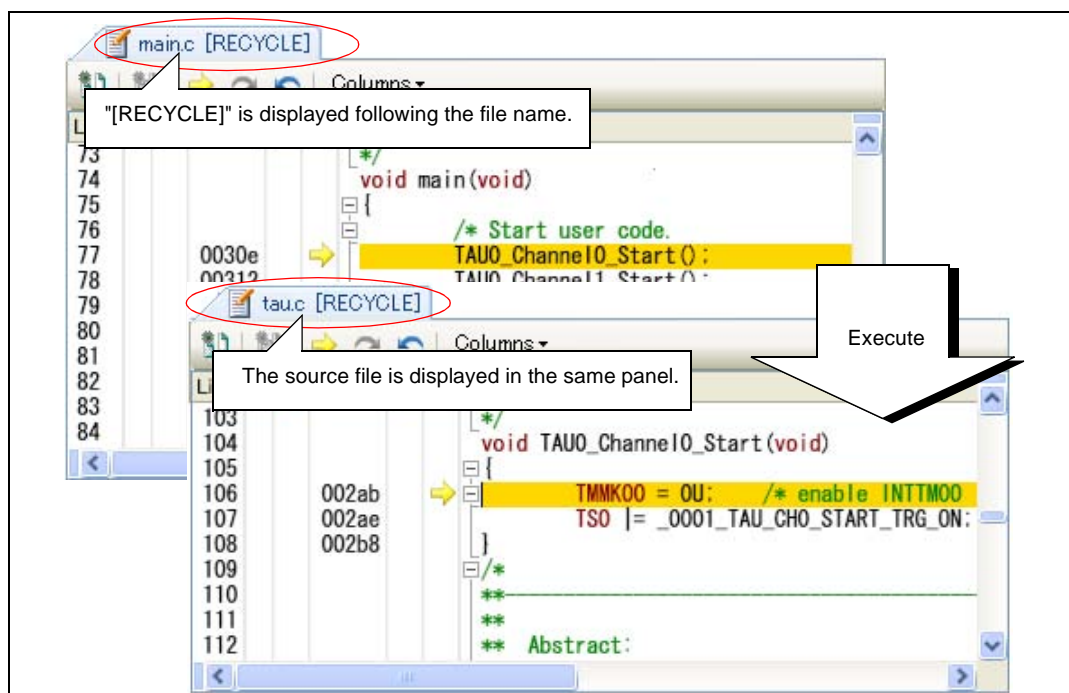 main.c [RECYCLE]
Columns
"[RECYCLE]" is displayed following the file name.
73 */
74 void main(void)
75 {
76 /* Start user code.
77 0030e TAU0_Channel0_Start();
78 00312 TAU0_Channel1_Start();
79
80
81
82
83
84
tau.c [RECYCLE]
Columns
The source file is displayed in the same panel.
Execute
103 */
104 void TAU0_Channel0_Start(void)
105 {
106 002ab TMMK00 = 0U; /* enable INTTM00
107 002ae TS0 |= _0001_TAU_CH0_START_TRG_ON;
108 002b8 }
109 /*
110 **
111 **
112 ** Abstract: